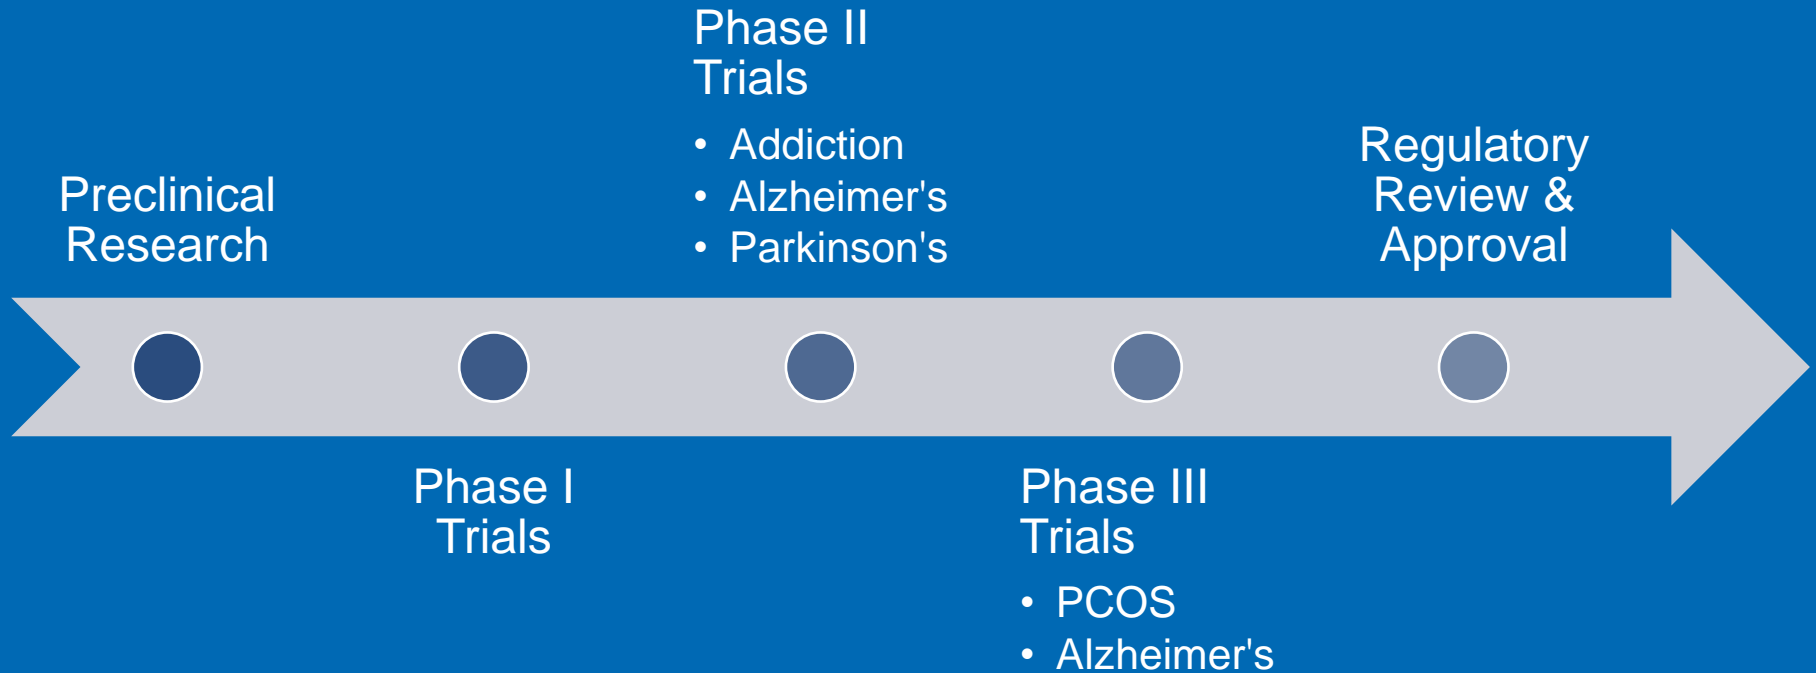 Preclinical
Research
Phase I
Trials
Phase II
Trials
• Addiction
• Alzheimer's
• Parkinson's
Phase III
Trials
• PCOS
• Alzheimer's
Regulatory
Review &
Approval